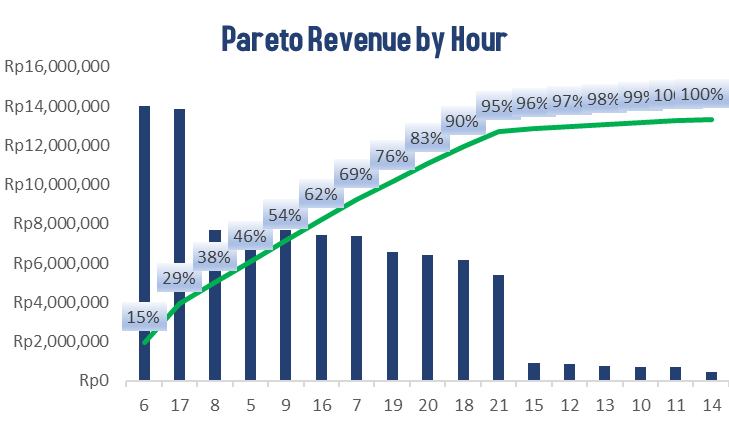 Pareto Revenue by Hour
Rp16,000,000
Rp14,000,000
Rp12,000,000
Rp10,000,000
Rp8,000,000
Rp6,000,000
Rp4,000,000
Rp2,000,000
Rp0
15%
29%
38%
46%
54%
62%
69%
76%
83%
90%
95%
96%
97%
98%
99%
100%
6 17 8 5 9 16 7 19 20 18 21 15 12 13 10 11 14